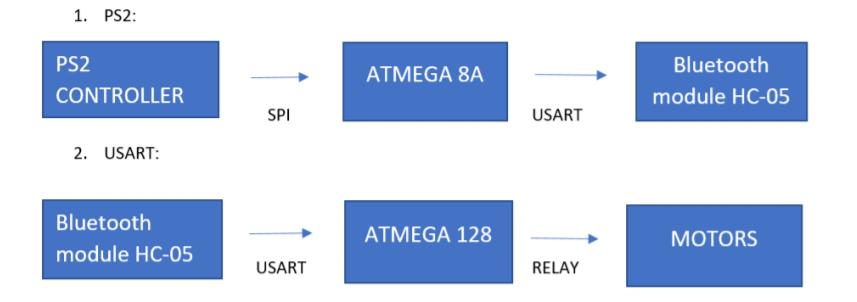 1. PS2:
PS2
CONTROLLER
SPI
ATMEGA 8A
USART
Bluetooth
module HC-05
2. USART:
Bluetooth
module HC-05
USART
ATMEGA 128
RELAY
MOTORS